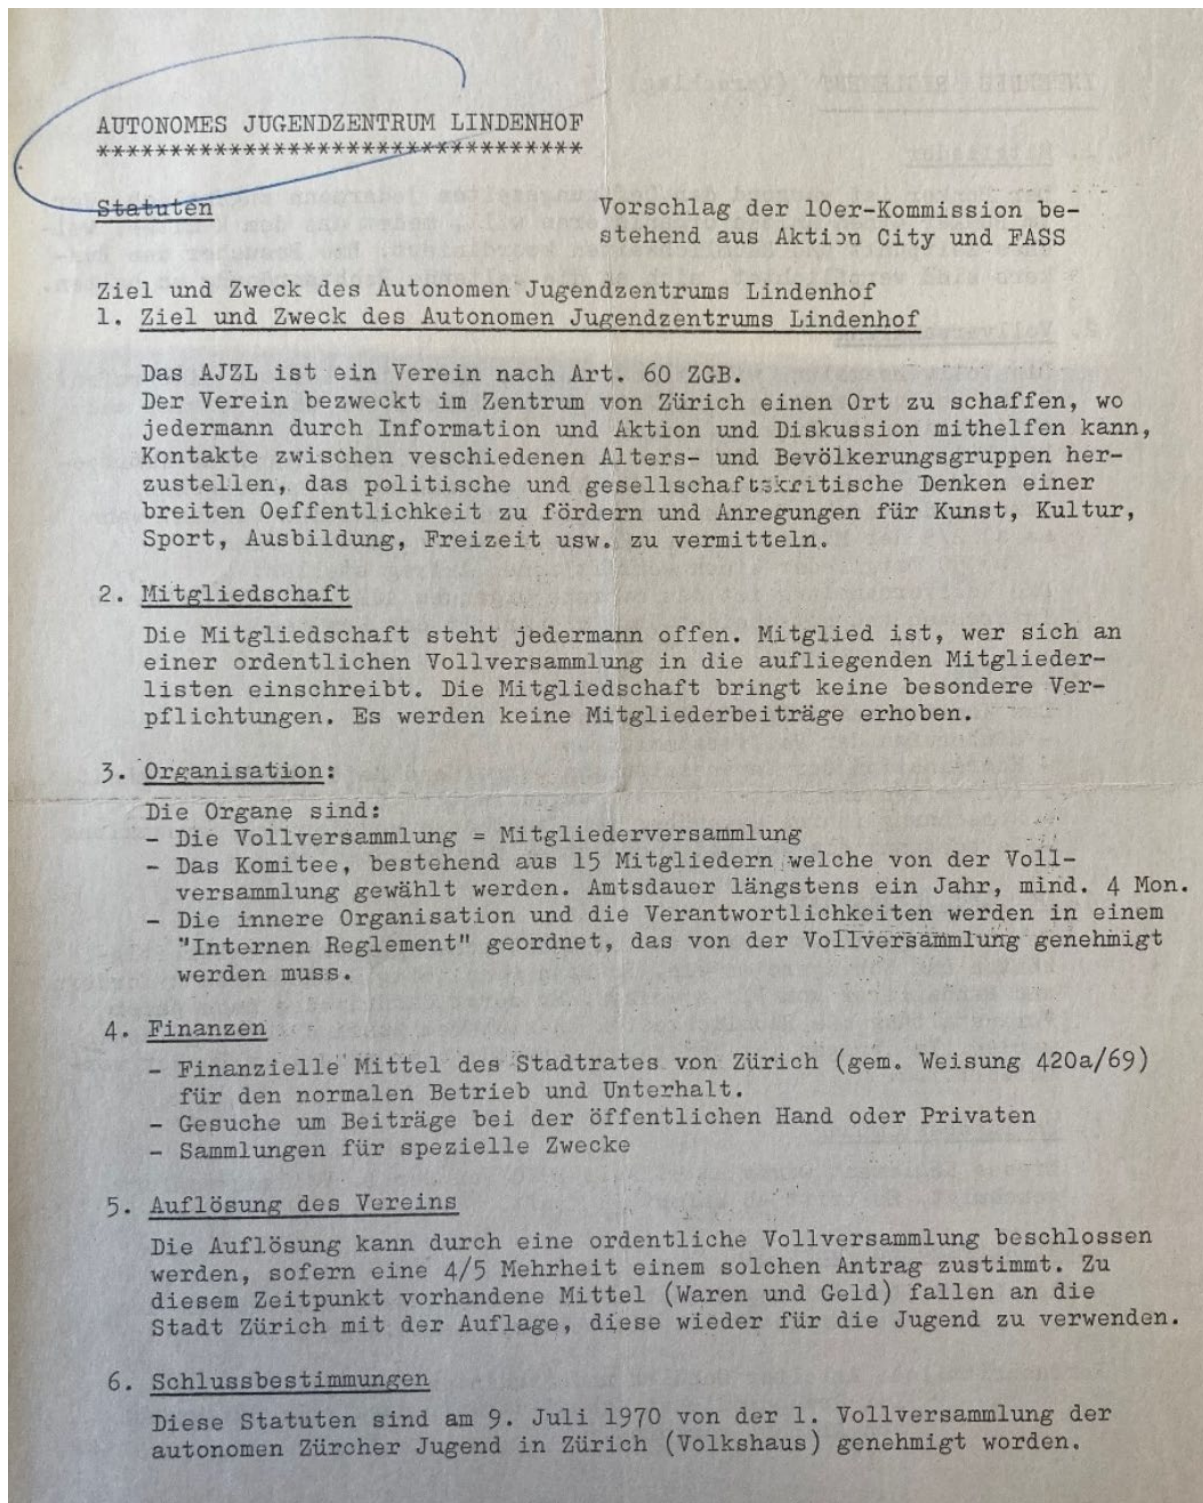 AUTONOMES JUGENDZENTRUM LINDENHOF
*********************************
Statuten
Vorschlag der 10er-Kommission be-
stehend aus Aktion City und FASS
Ziel und Zweck des Autonomen Jugendzentrums Lindenhof
1. Ziel und Zweck des Autonomen Jugendzentrums Lindenhof
Das AJZL ist ein Verein nach Art. 60 ZGB.
Der Verein bezweckt im Zentrum von Zürich einen Ort zu schaffen, wo
jedermann durch Information und Aktion und Diskussion mithelfen kann,
Kontakte zwischen veschiedenen Alters- und Bevölkerungsgruppen her-
zustellen, das politische und gesellschaftskritische Denken einer
breiten Oeffentlichkeit zu fördern und Anregungen für Kunst, Kultur,
Sport, Ausbildung, Freizeit usw. zu vermitteln.
2. Mitgliedschaft
Die Mitgliedschaft steht jedermann offen. Mitglied ist, wer sich an
einer ordentlichen Vollversammlung in die aufliegenden Mitglieder-
listen einschreibt. Die Mitgliedschaft bringt keine besondere Ver-
pflichtungen. Es werden keine Mitgliederbeiträge erhoben.
3. Organisation:
Die Organe sind:
- Die Vollversammlung = Mitgliederversammlung
- Das Komitee, bestehend aus 15 Mitgliedern welche von der Voll-
versammlung gewählt werden. Amtsdauer längstens ein Jahr, mind. 4 Mon.
- Die innere Organisation und die Verantwortlichkeiten werden in einem
"Internen Reglement" geordnet, das von der Vollversammlung genehmigt
werden muss.
4. Finanzen
- Finanzielle Mittel des Stadtrates von Zürich (gem. Weisung 420a/69)
für den normalen Betrieb und Unterhalt.
- Gesuche um Beiträge bei der öffentlichen Hand oder Privaten
- Sammlungen für spezielle Zwecke
5. Auflösung des Vereins
Die Auflösung kann durch eine ordentliche Vollversammlung beschlossen
werden, sofern eine 4/5 Mehrheit einem solchen Antrag zustimmt. Zu
diesem Zeitpunkt vorhandene Mittel (Waren und Geld) fallen an die
Stadt Zürich mit der Auflage, diese wieder für die Jugend zu verwenden.
6. Schlussbestimmungen
Diese Statuten sind am 9. Juli 1970 von der 1. Vollversammlung der
autonomen Zürcher Jugend in Zürich (Volkshaus) genehmigt worden.